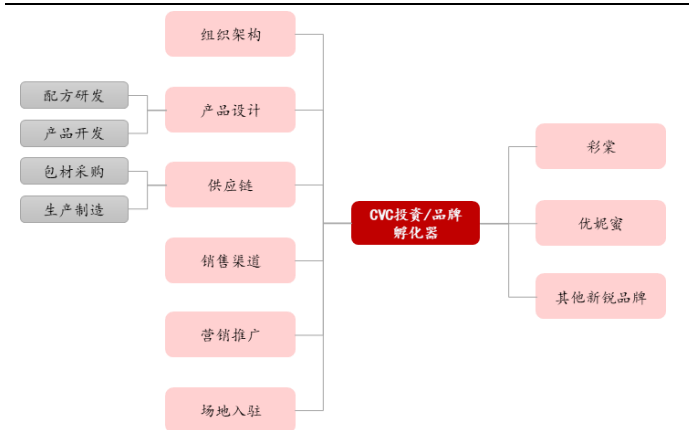 组织架构
配方研发
产品设计
产品开发
包材采购
供应链
生产制造
销售渠道
营销推广
场地入驻
CVC投资/品牌
孵化器
彩棠
优妮蜜
其他新锐品牌